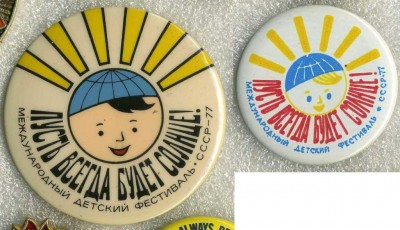 ПУСТЬ ВСЕГДА БУДЕТ СОЛНЦЕ!
МЕЖДУНАРОДНЫЙ ДЕТСКИЙ ФЕСТИВАЛЬ • СССР-77
ПУСТЬ ВСЕГДА БУДЕТ СОЛНЦЕ!
МЕЖДУНАРОДНЫЙ ДЕТСКИЙ ФЕСТИВАЛЬ • СССР-77
ALWAYS